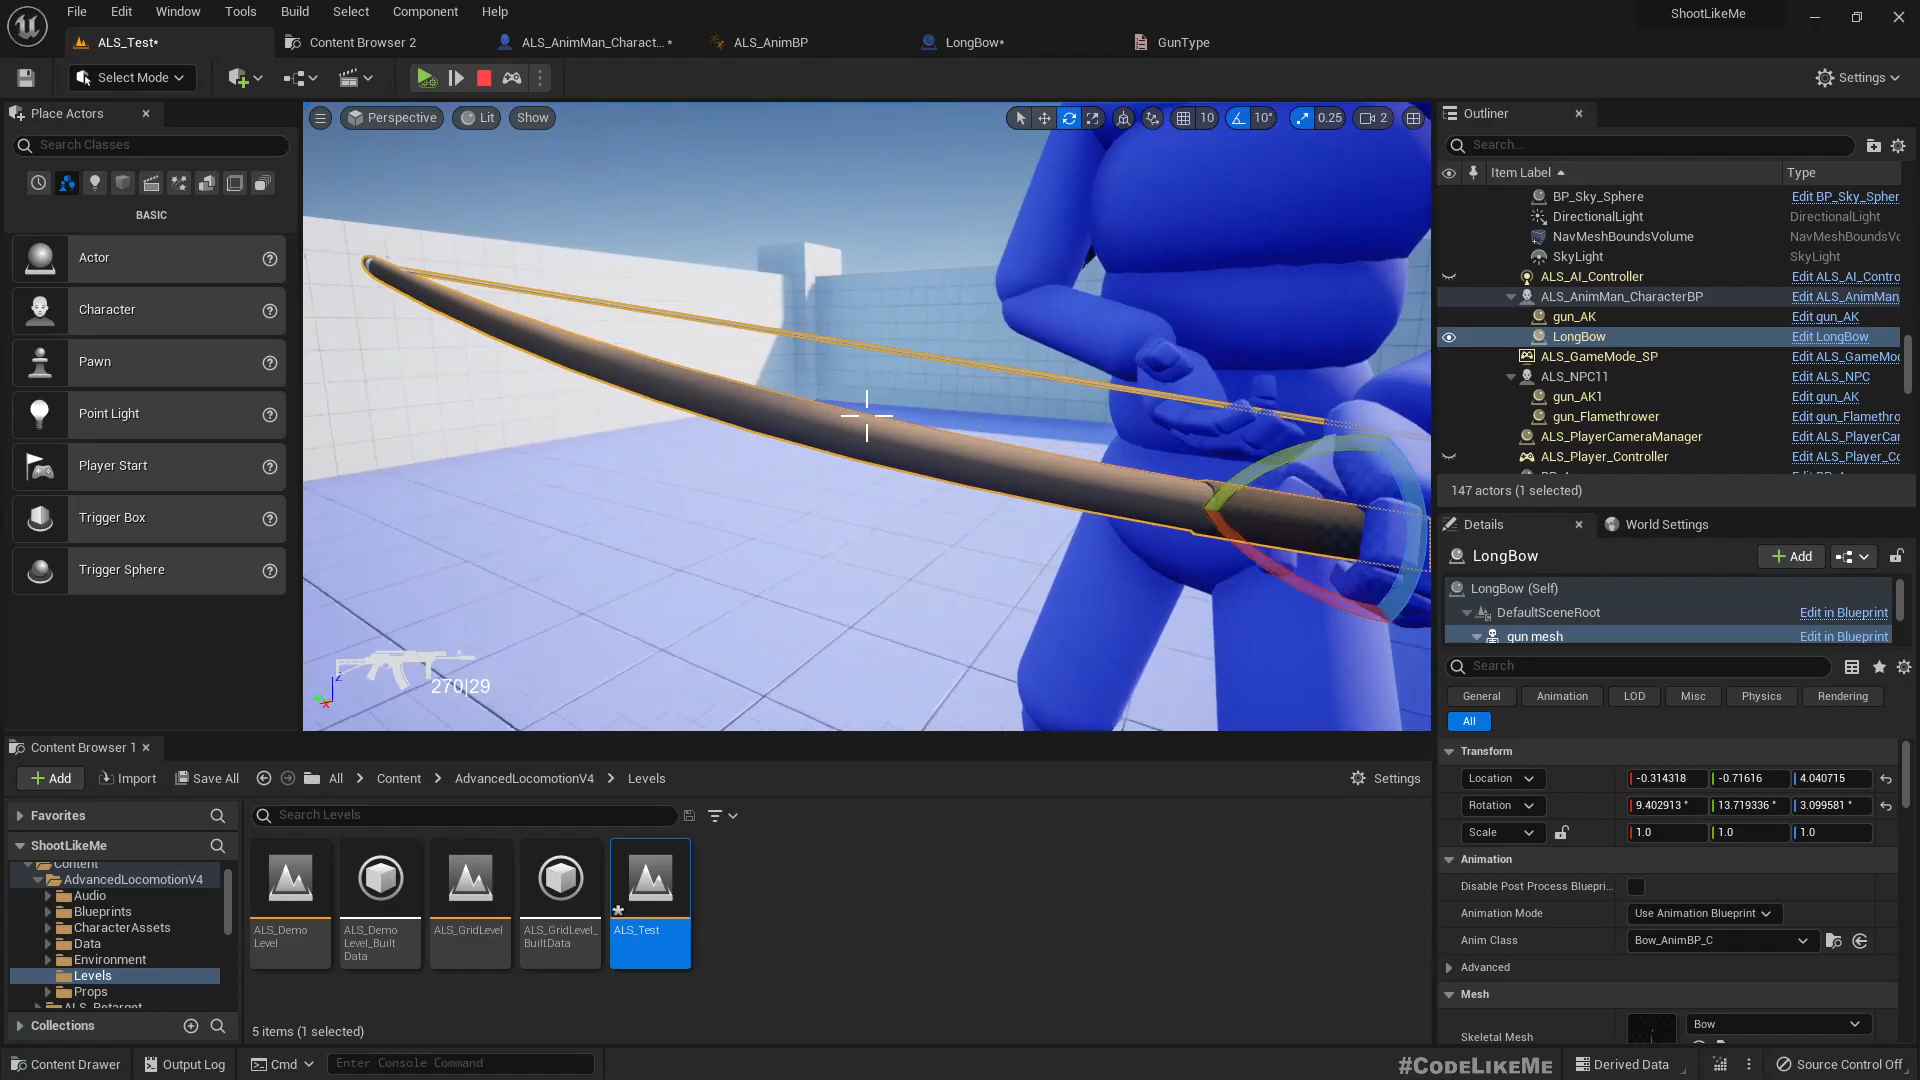 File Edit Window Tools Build Select Component Help
ShootLikeMe
ALS_Test*
Content Browser 2
ALS_AnimMan_Charact...*
ALS_AnimBP
LongBow*
GunType
Select Mode
Settings
Place Actors
Search Classes
BASIC
Actor
Character
Pawn
Point Light
Player Start
Trigger Box
Trigger Sphere
Perspective
Lit
Show
10
10°
0.25
2
270|29
Outliner
Search...
Item Label
Type
BP_Sky_Sphere Edit BP_Sky_Spher
DirectionalLight DirectionalLight
NavMeshBoundsVolume NavMeshBoundsVo
SkyLight SkyLight
ALS_AI_Controller Edit ALS_AI_Contro
ALS_AnimMan_CharacterBP Edit ALS_AnimMan
gun_AK Edit gun_AK
LongBow Edit LongBow
ALS_GameMode_SP Edit ALS_GameMod
ALS_NPC11 Edit ALS_NPC
gun_AK1 Edit gun_AK
gun_Flamethrower Edit gun_Flamethro
ALS_PlayerCameraManager Edit ALS_PlayerCar
ALS_Player_Controller Edit ALS_Player_Co
147 actors (1 selected)
Details
World Settings
LongBow
Add
LongBow (Self)
DefaultSceneRoot Edit in Blueprint
gun mesh Edit in Blueprint
Search
General Animation LOD Misc Physics Rendering
All
Transform
Location -0.314318 -0.71616 4.040715
Rotation 9.402913 ° 13.719336 ° 3.099581 °
Scale 1.0 1.0 1.0
Animation
Disable Post Process Bluepri...
Animation Mode Use Animation Blueprint
Anim Class Bow_AnimBP_C
Advanced
Mesh
Skeletal Mesh Bow
Content Browser 1
Add Import Save All All Content AdvancedLocomotionV4 Levels Settings
Favorites
ShootLikeMe
Content
AdvancedLocomotionV4
Audio
Blueprints
CharacterAssets
Data
Environment
Levels
Props
ALS_Retarget
Collections
Search Levels
ALS_Demo
Level
ALS_Demo
Level_Built
Data
ALS_GridLevel
ALS_GridLevel_
BuiltData
ALS_Test
5 items (1 selected)
Content Drawer
Output Log
Cmd
Enter Console Command
#CodeLikeMe
Derived Data
Source Control Off